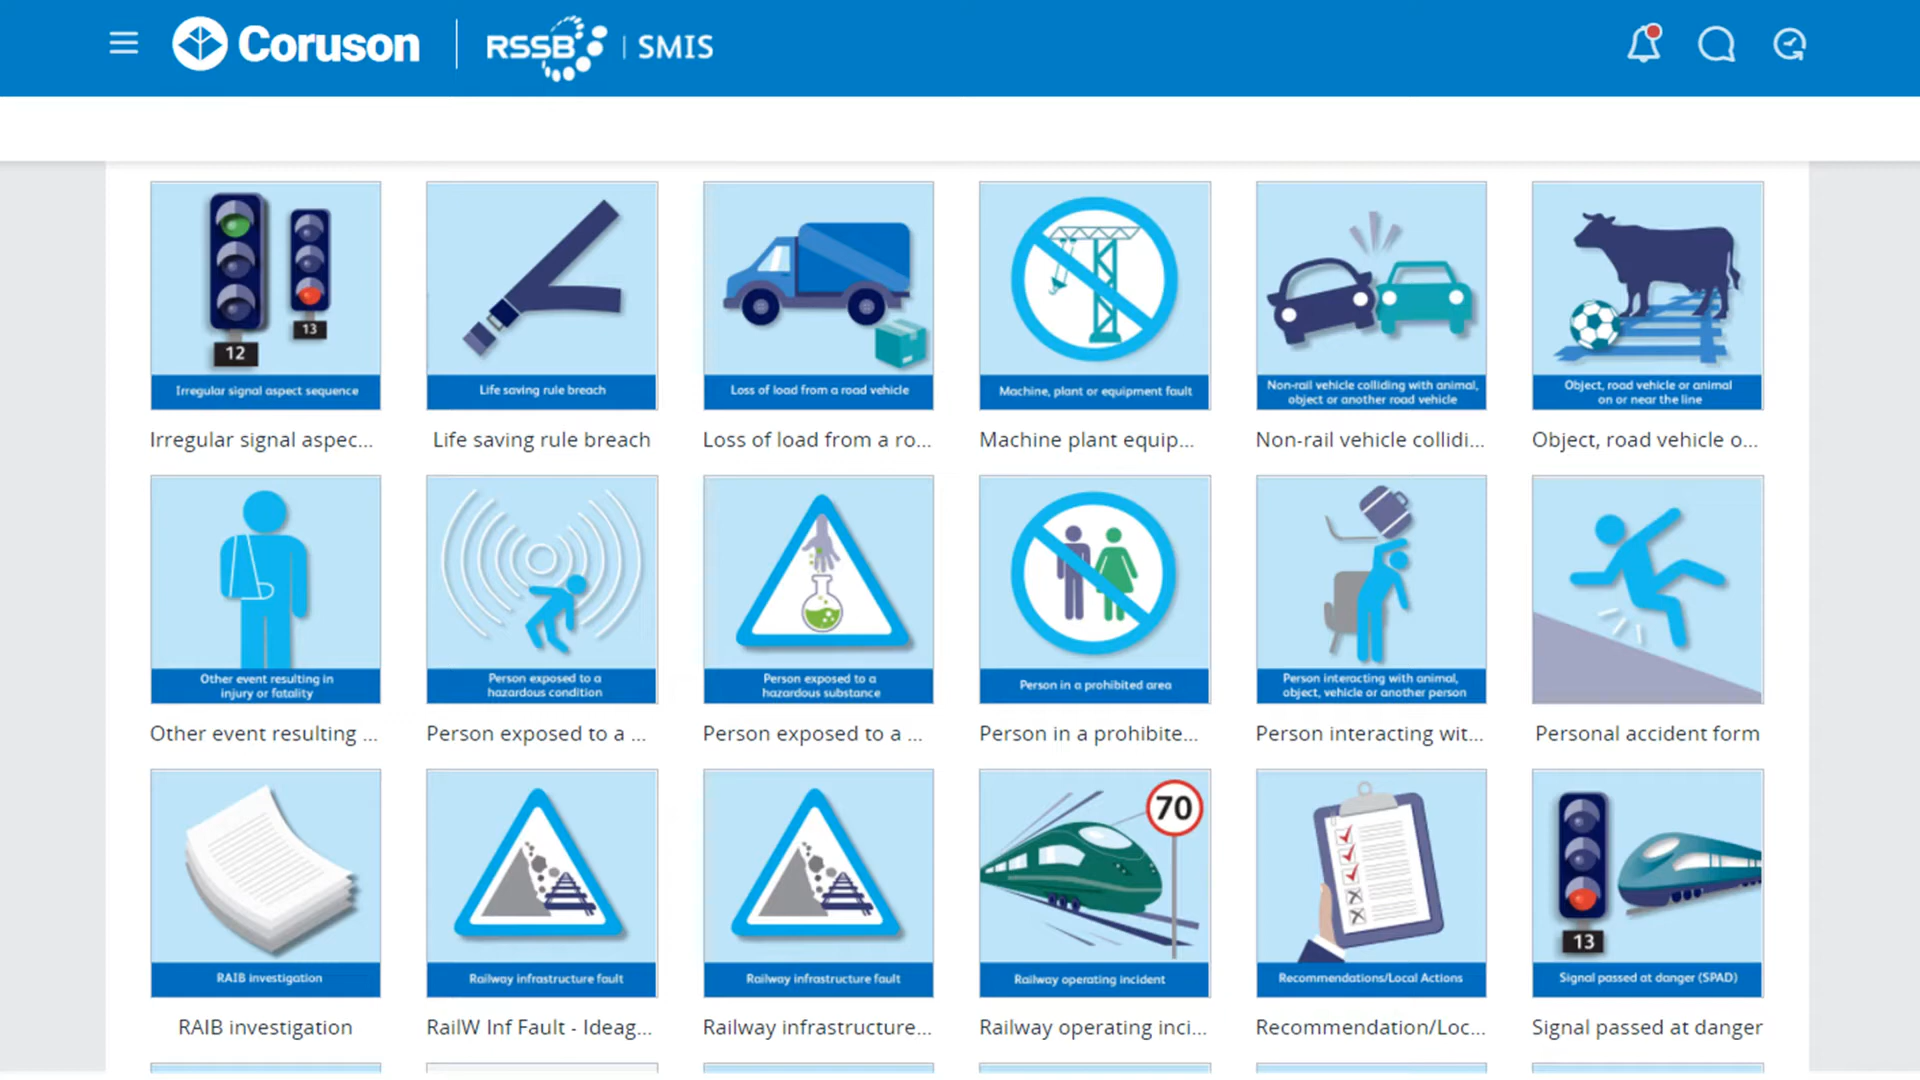 Coruson RSSB SMIS
12 13
Irregular signal aspect sequence
Life saving rule breach
Loss of load from a road vehicle
Machine, plant or equipment fault
Non-rail vehicle colliding with animal,
object or another road vehicle
Object, road vehicle or animal
on or near the line
Irregular signal aspec...
Life saving rule breach
Loss of load from a ro...
Machine plant equip...
Non-rail vehicle collidi...
Object, road vehicle o...
Other event resulting in
injury or fatality
Person exposed to a
hazardous condition
Person exposed to a
hazardous substance
Person in a prohibited area
Person interacting with animal,
object, vehicle or another person
Other event resulting ...
Person exposed to a ...
Person exposed to a ...
Person in a prohibite...
Person interacting wit...
Personal accident form
70
13
RAIB investigation
Railway infrastructure fault
Railway infrastructure fault
Railway operating incident
Recommendations/Local Actions
Signal passed at danger (SPAD)
RAIB investigation
RailW Inf Fault - Ideag...
Railway infrastructure...
Railway operating inci...
Recommendation/Loc...
Signal passed at danger